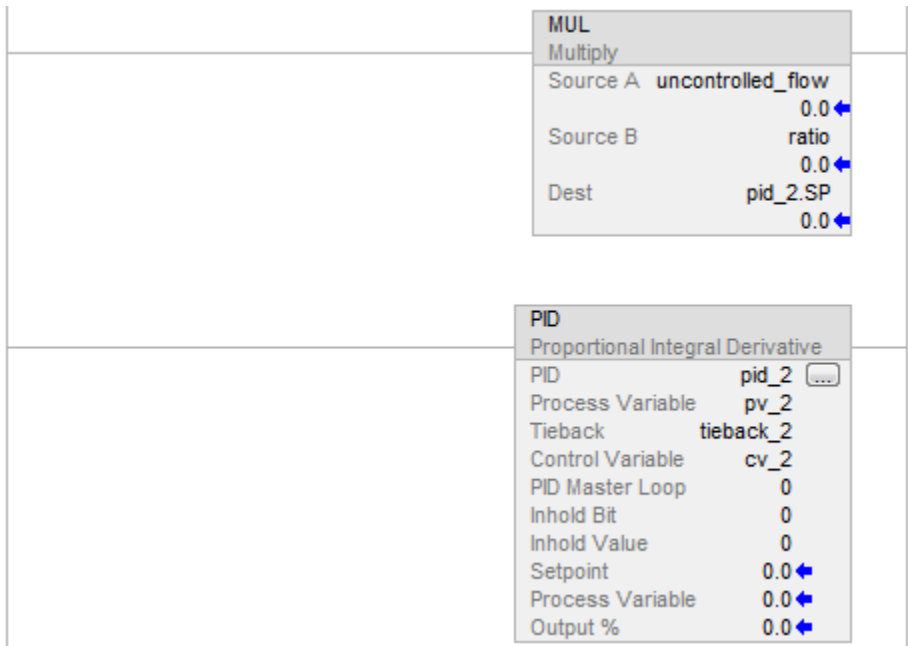 MUL
Multiply
Source A uncontrolled_flow
0.0
Source B ratio
0.0
Dest pid_2.SP
0.0
PID
Proportional Integral Derivative
PID pid_2 ...
Process Variable pv_2
Tieback tieback_2
Control Variable cv_2
PID Master Loop 0
Inhold Bit 0
Inhold Value 0
Setpoint 0.0
Process Variable 0.0
Output % 0.0